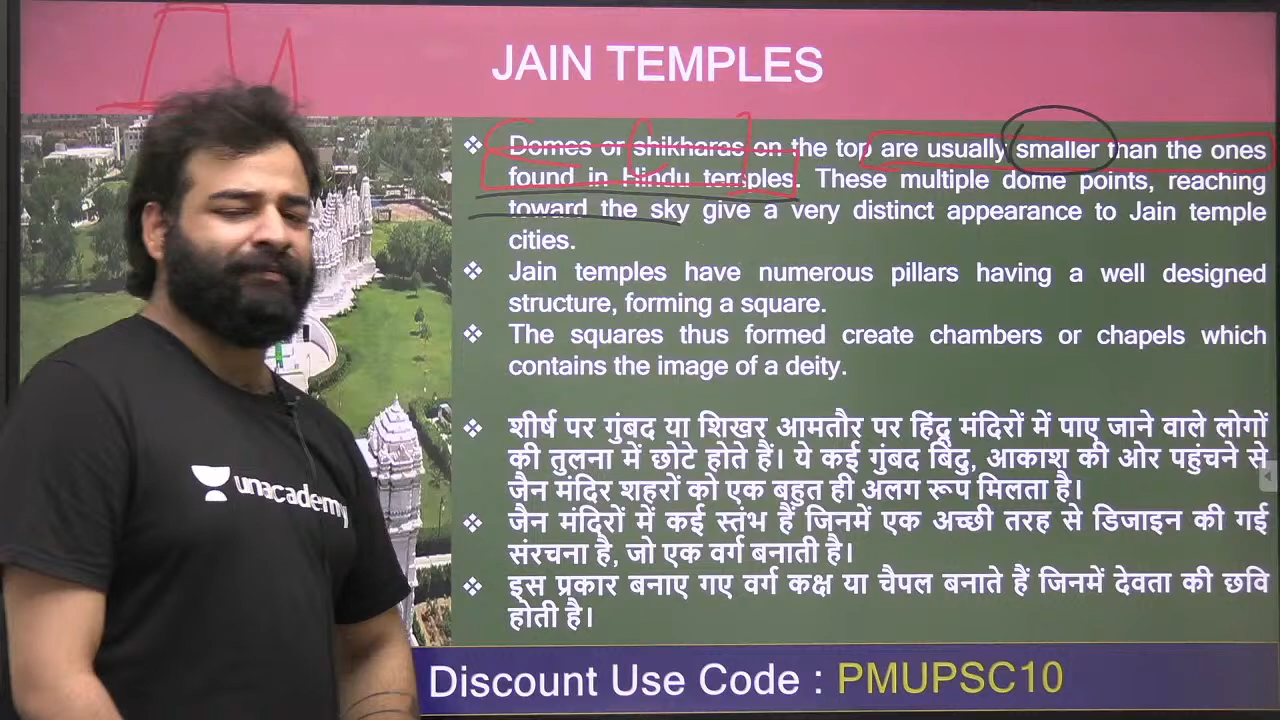 JAIN TEMPLES
❖ Domes or shikharas on the top are usually smaller than the ones
found in Hindu temples. These multiple dome points, reaching
toward the sky give a very distinct appearance to Jain temple
cities.
❖ Jain temples have numerous pillars having a well designed
structure, forming a square.
❖ The squares thus formed create chambers or chapels which
contains the image of a deity.
❖ शीर्ष पर गुंबद या शिखर आमतौर पर हिंदू मंदिरों में पाए जाने वाले लोगों
की तुलना में छोटे होते हैं। ये कई गुंबद बिंदु, आकाश की ओर पहुंचने से
जैन मंदिर शहरों को एक बहुत ही अलग रूप मिलता है।
❖ जैन मंदिरों में कई स्तंभ हैं जिनमें एक अच्छी तरह से डिजाइन की गई
संरचना है, जो एक वर्ग बनाती है।
❖ इस प्रकार बनाए गए वर्ग कक्ष या चैपल बनाते हैं जिनमें देवता की छवि
होती है।
unacademy
Discount Use Code : PMUPSC10